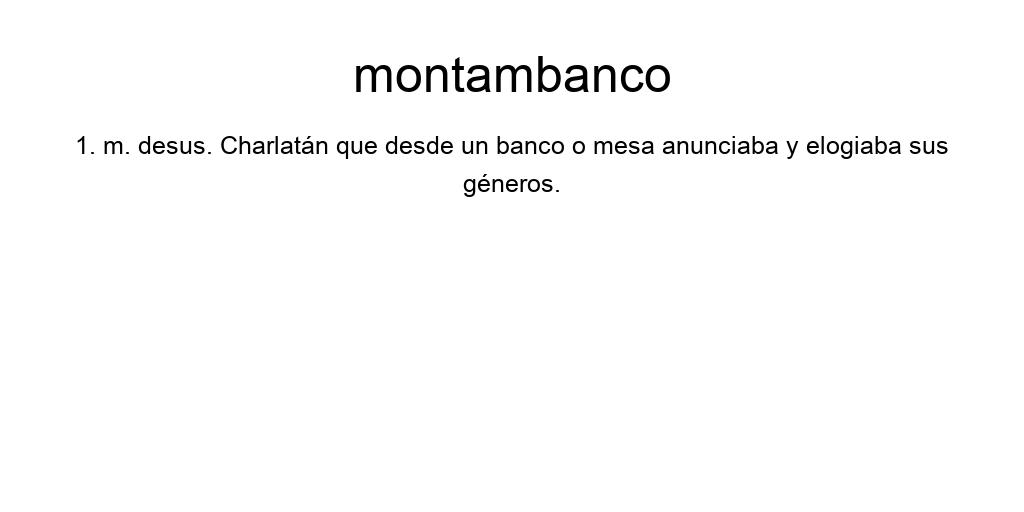 montambanco
1. m. desus. Charlatán que desde un banco o mesa anunciaba y elogiaba sus
géneros.